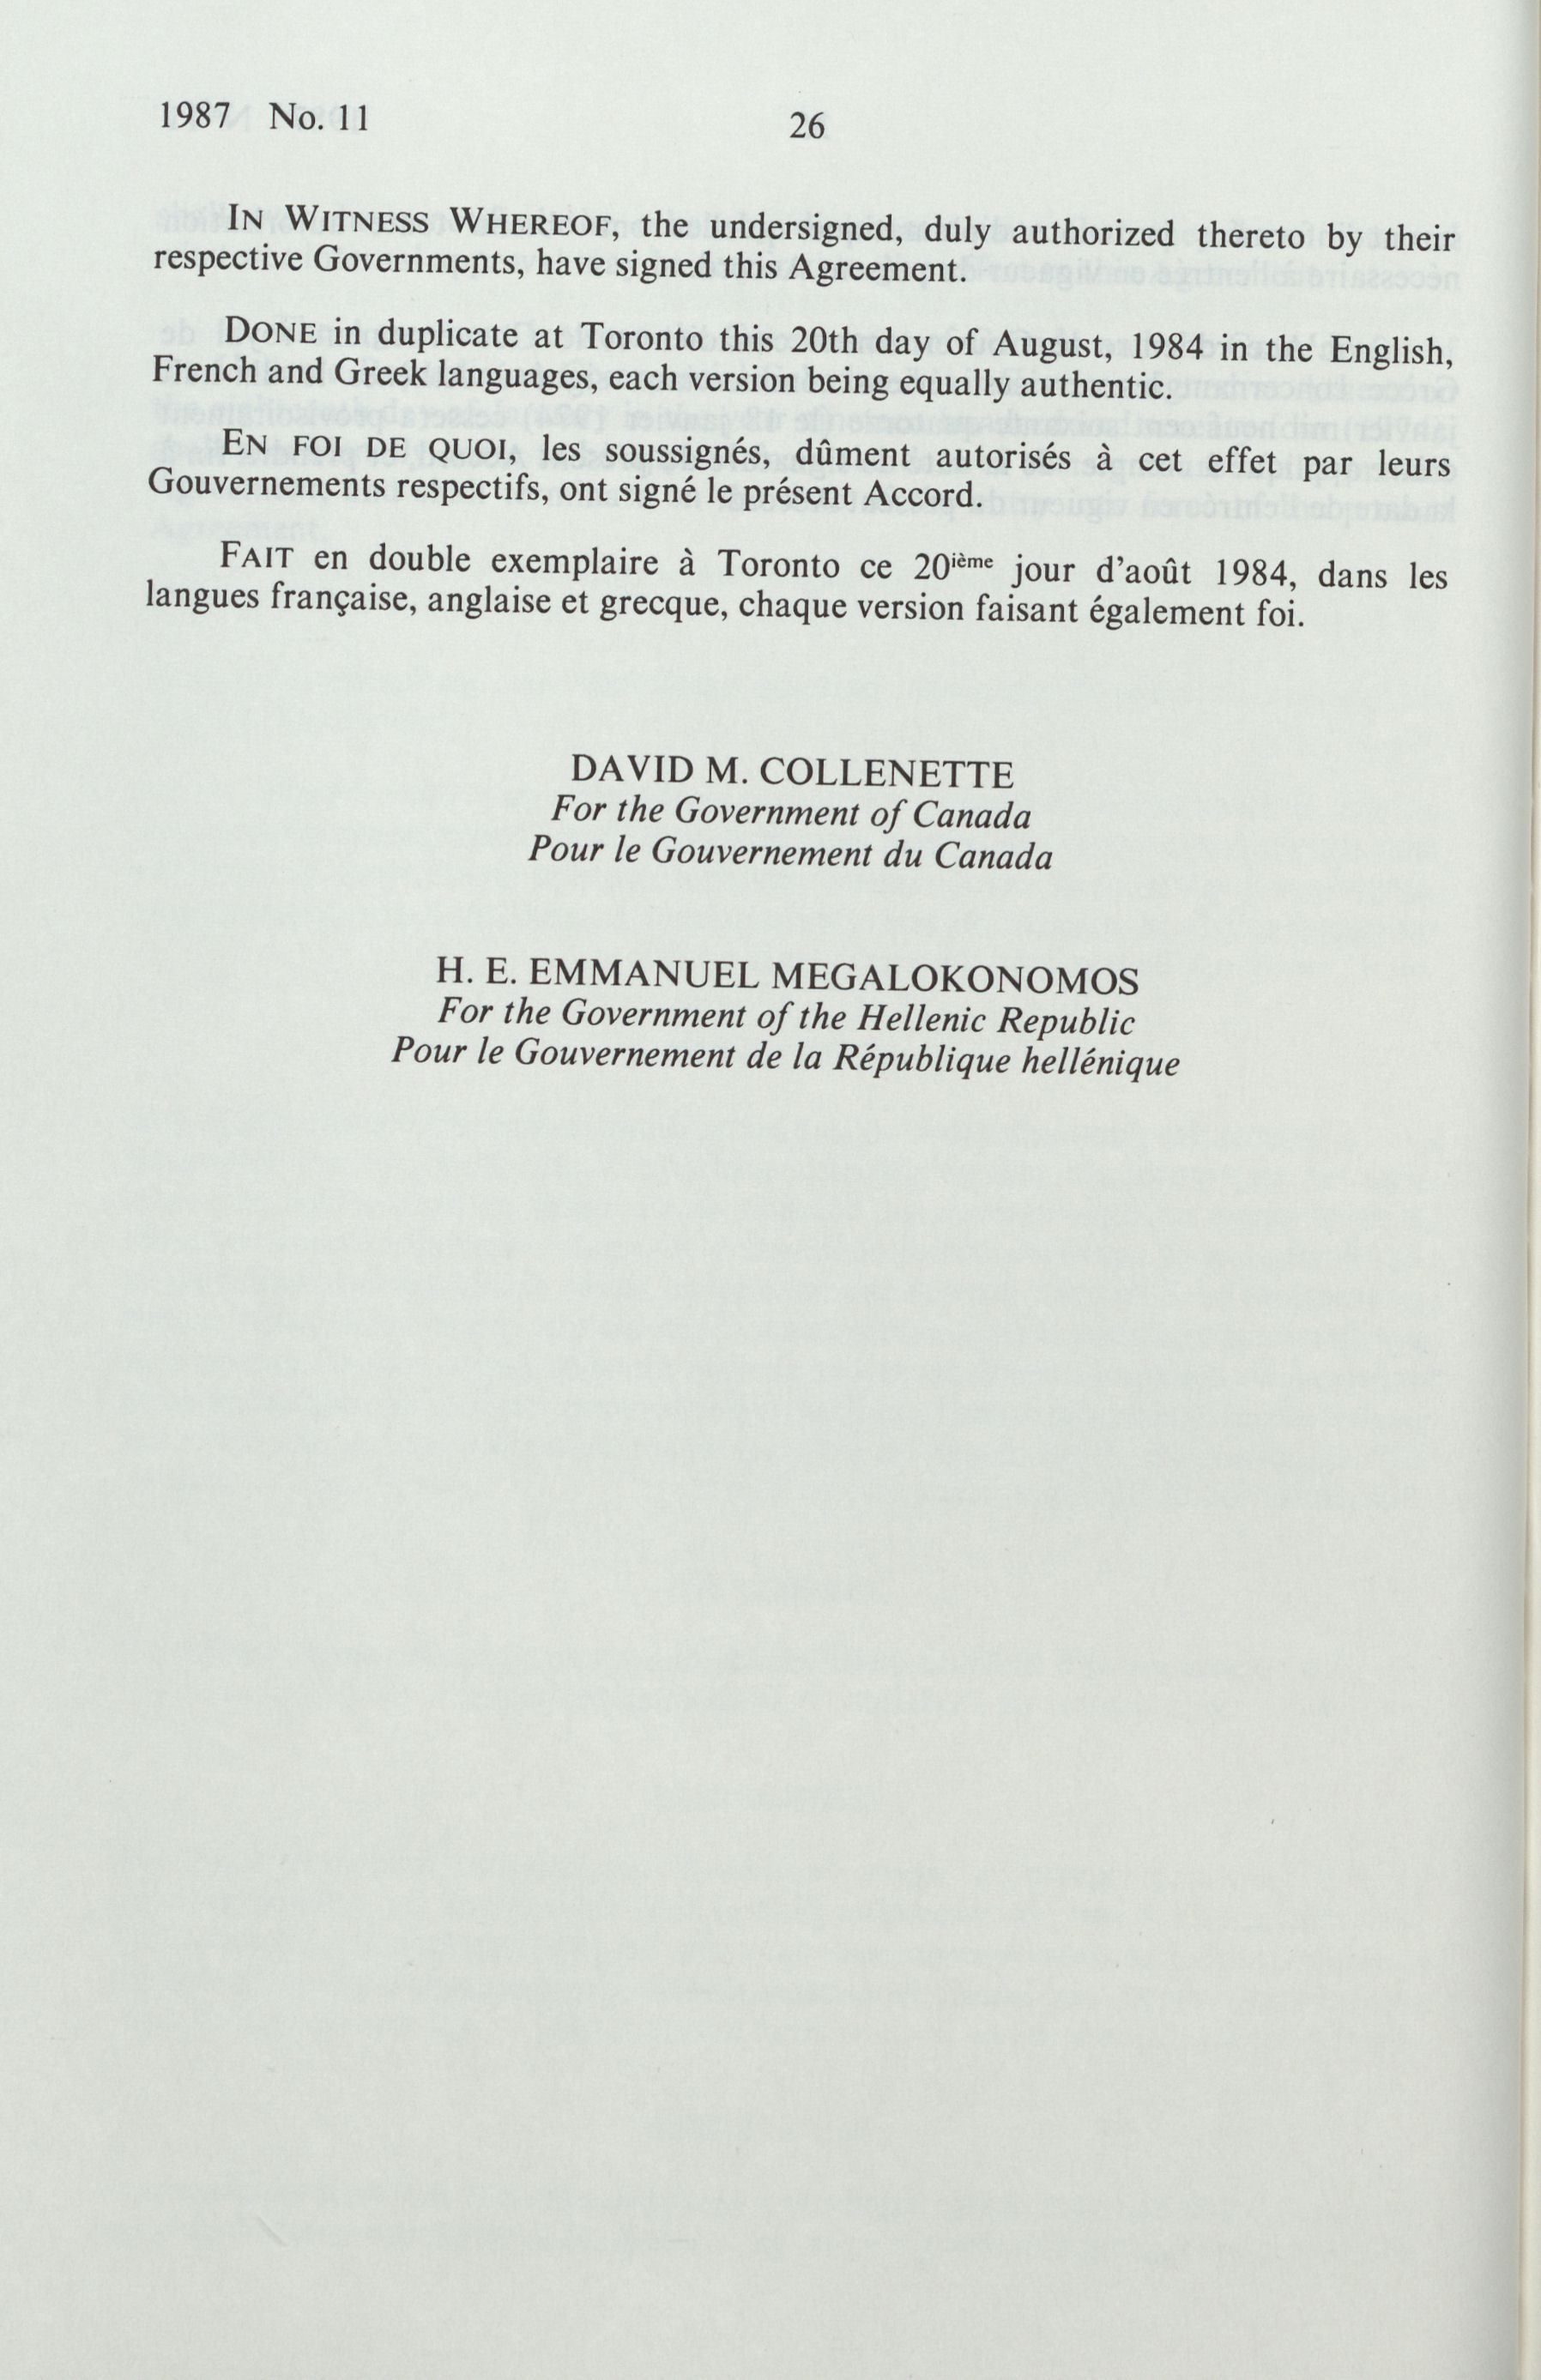 1987 No. 11
26
IN WITNESS WHEREOF, the undersigned, duly authorized thereto by their
respective Governments, have signed this Agreement.
DONE in duplicate at Toronto this 20th day of August, 1984 in the English,
French and Greek languages, each version being equally authentic.
EN FOI DE QUOI, les soussignés, dûment autorisés à cet effet par leurs
Gouvernements respectifs, ont signé le présent Accord.
FAIT en double exemplaire à Toronto ce 20ième jour d'août 1984, dans les
langues française, anglaise et grecque, chaque version faisant également foi.
DAVID M. COLLENETTE
For the Government of Canada
Pour le Gouvernement du Canada
H. E. EMMANUEL MEGALOKONOMOS
For the Government of the Hellenic Republic
Pour le Gouvernement de la République hellénique